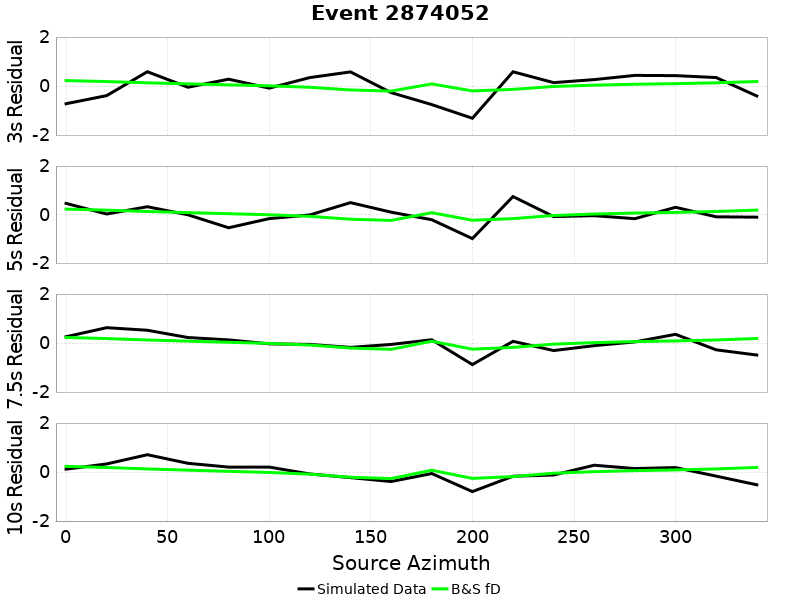 Event 2874052
3s Residual
2
0
-2
5s Residual
2
0
-2
7.5s Residual
2
0
-2
10s Residual
2
0
-2
0 50 100 150 200 250 300
Source Azimuth
Simulated Data B&S fD